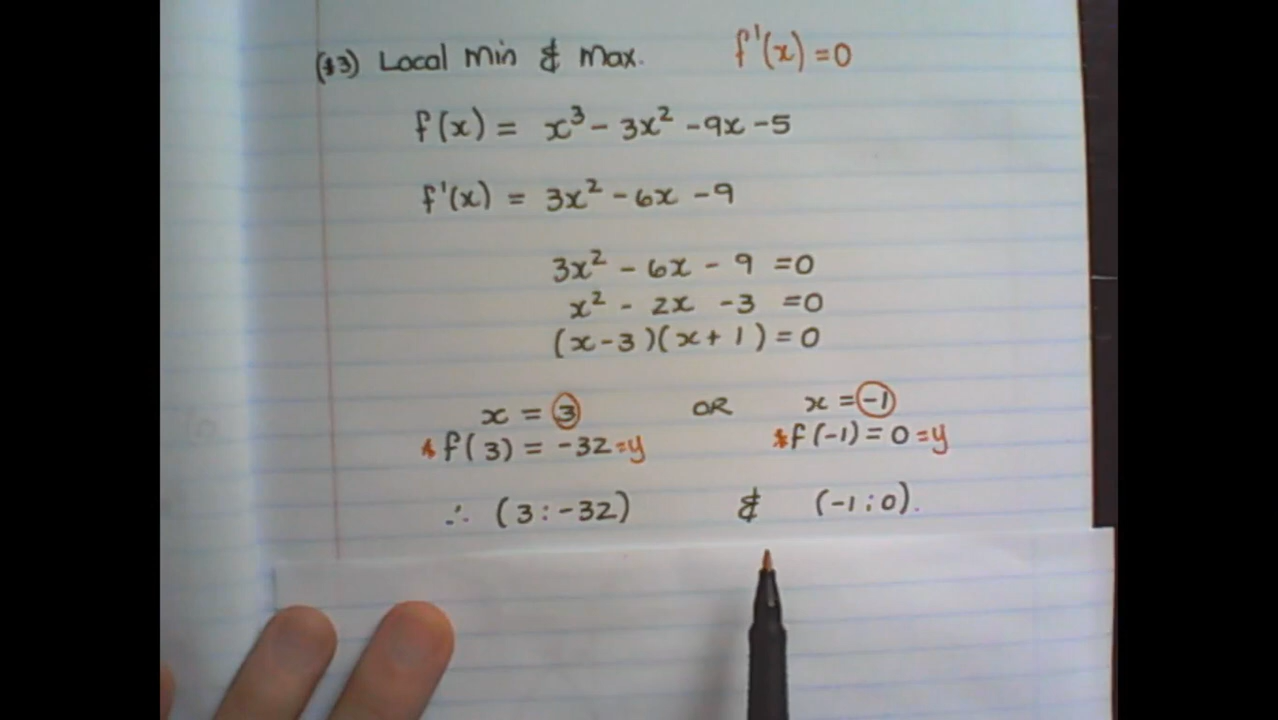 (3) Local Min & Max. f'(x) = 0
f(x) = x³ - 3x² - 9x - 5
f'(x) = 3x² - 6x - 9
3x² - 6x - 9 = 0
x² - 2x - 3 = 0
(x - 3)(x + 1) = 0
x = 3 OR x = -1
*f(3) = -32 = y *f(-1) = 0 = y
∴ (3 : -32) & (-1 ; 0).